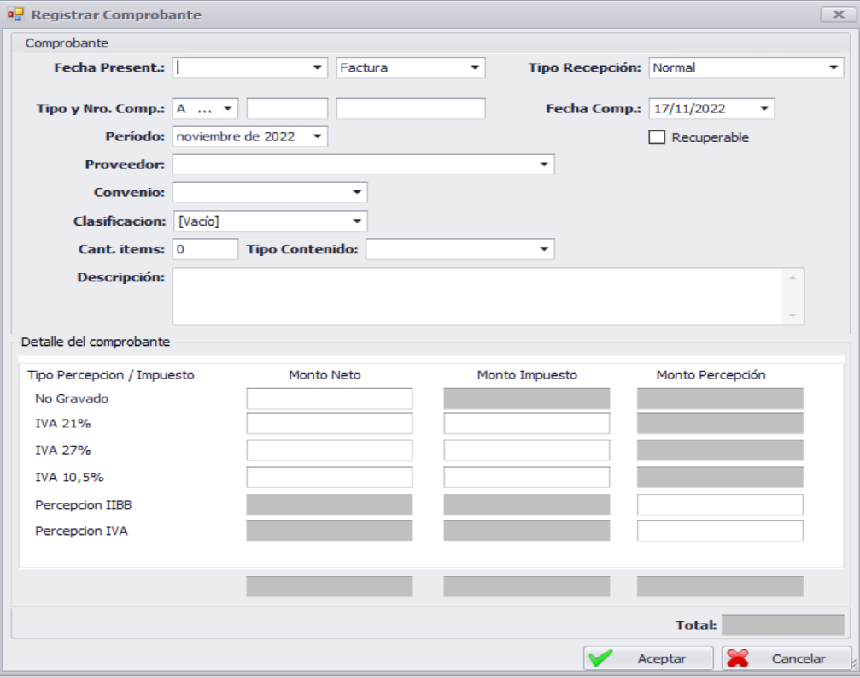 Registrar Comprobante
Comprobante
Fecha Present.: Factura Tipo Recepción: Normal
Tipo y Nro. Comp.: A ... Fecha Comp.: 17/11/2022
Período: noviembre de 2022 Recuperable
Proveedor:
Convenio:
Clasificacion: [Vacío]
Cant. items: 0 Tipo Contenido:
Descripción:
Detalle del comprobante
Tipo Percepcion / Impuesto Monto Neto Monto Impuesto Monto Percepción
No Gravado
IVA 21%
IVA 27%
IVA 10,5%
Percepcion IIBB
Percepcion IVA
Total:
Aceptar Cancelar